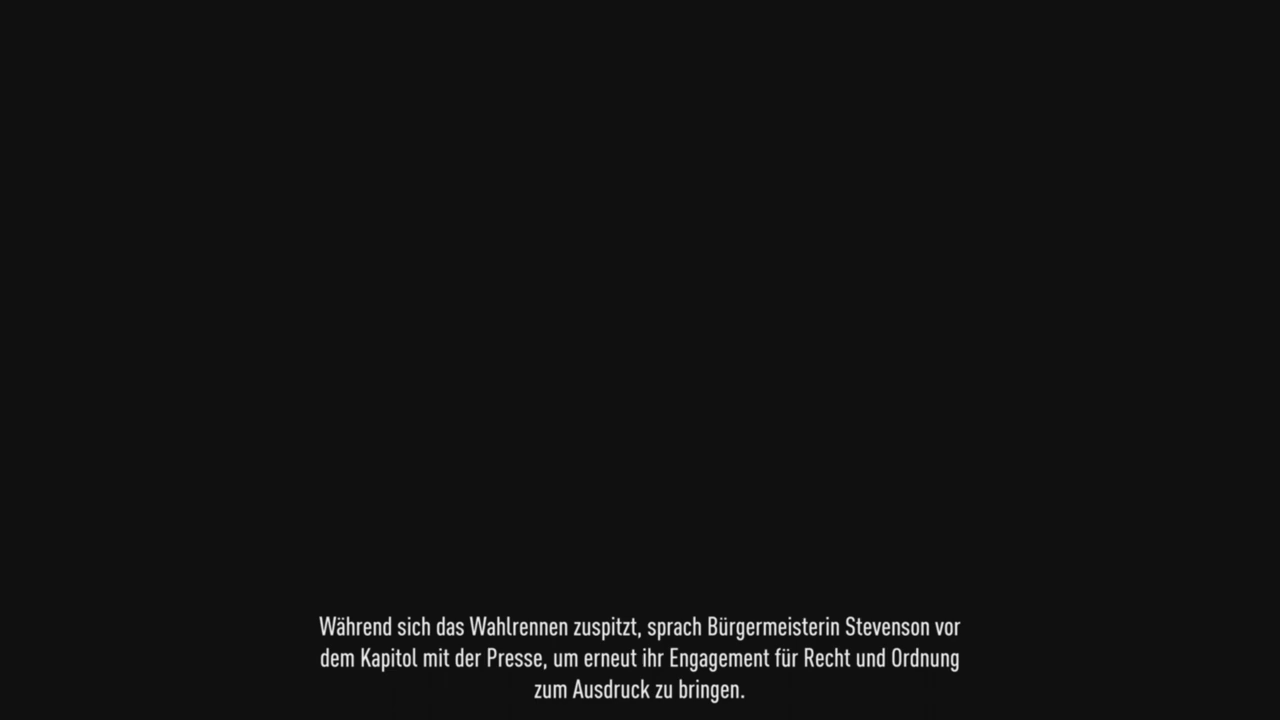 Während sich das Wahlrennen zuspitzt, sprach Bürgermeisterin Stevenson vor
dem Kapitol mit der Presse, um erneut ihr Engagement für Recht und Ordnung
zum Ausdruck zu bringen.